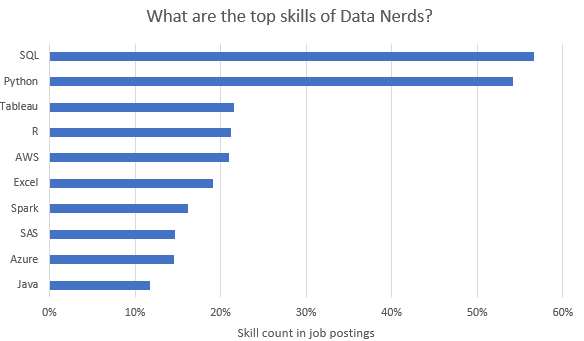 What are the top skills of Data Nerds?
SQL
Python
Tableau
R
AWS
Excel
Spark
SAS
Azure
Java
0% 10% 20% 30% 40% 50% 60%
Skill count in job postings